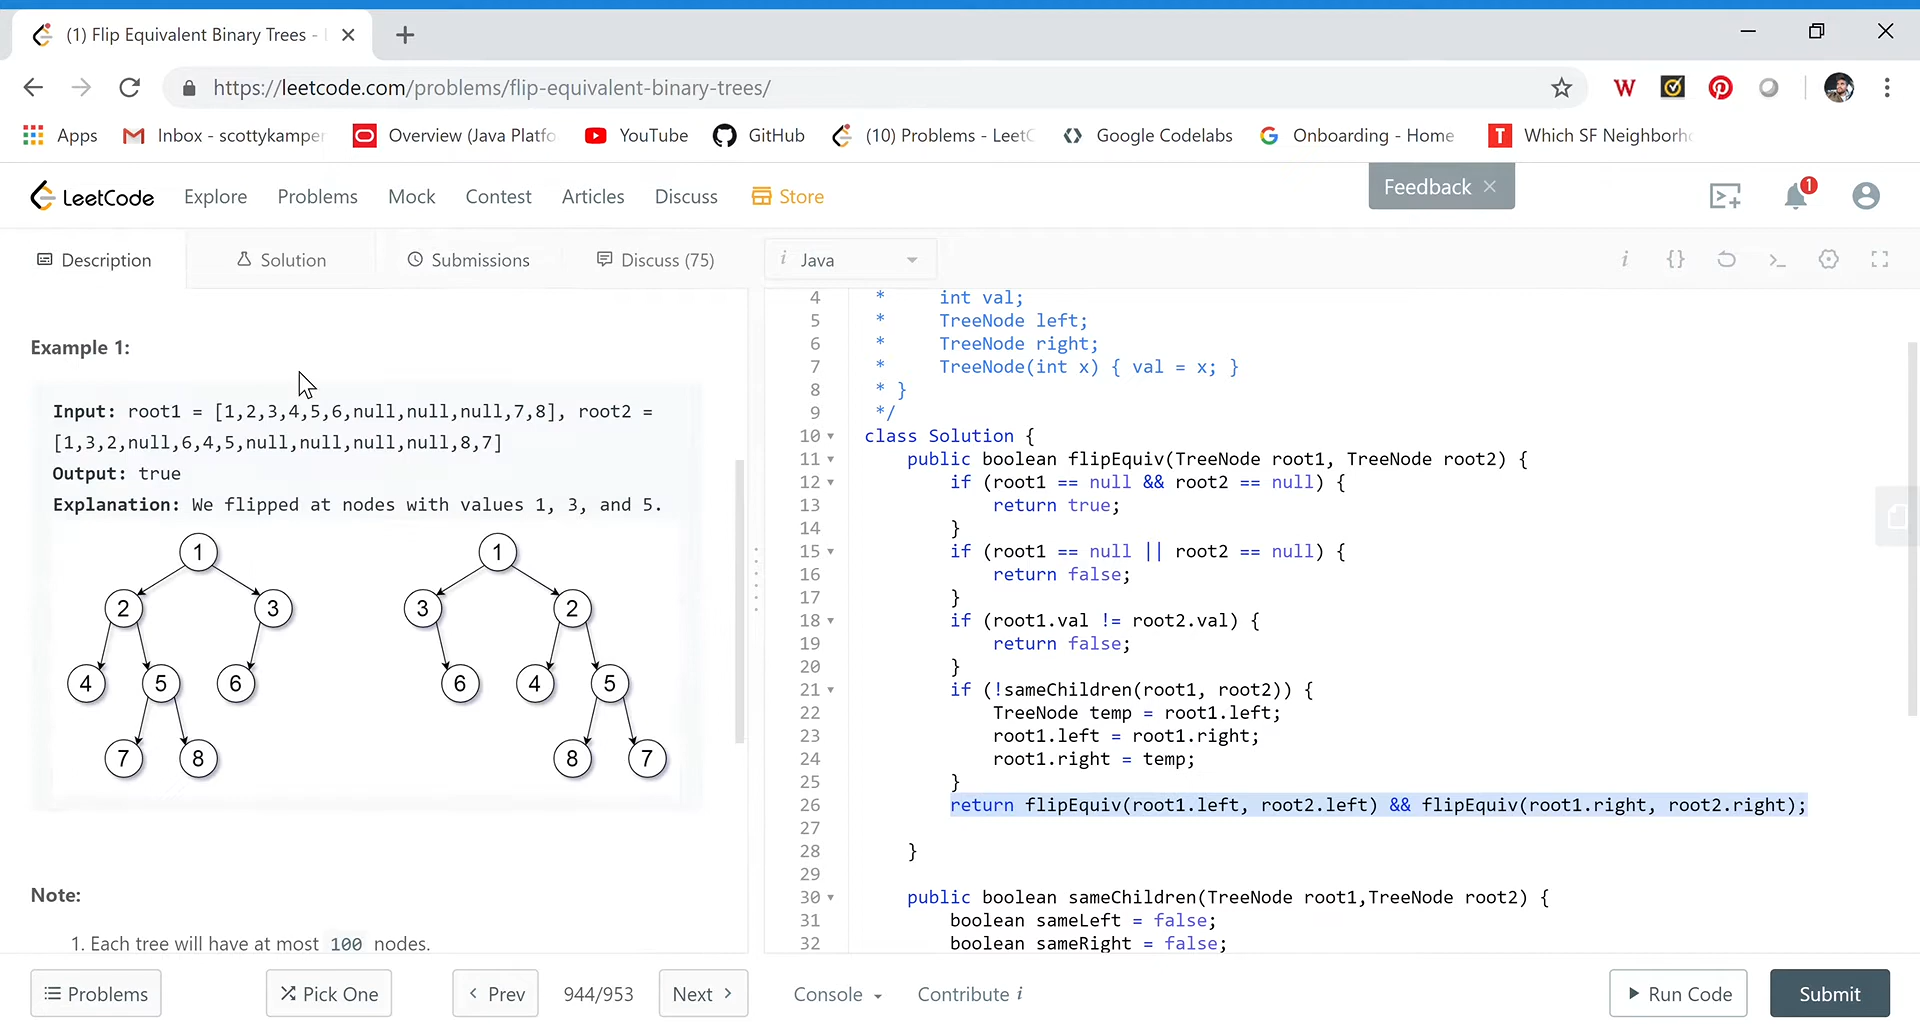 (1) Flip Equivalent Binary Trees -
https://leetcode.com/problems/flip-equivalent-binary-trees/
Apps Inbox - scottykamper Overview (Java Platfo YouTube GitHub (10) Problems - LeetC Google Codelabs Onboarding - Home Which SF Neighborh
LeetCode Explore Problems Mock Contest Articles Discuss Store Feedback × 1
Description Solution Submissions Discuss (75) i Java
Example 1:
Input: root1 = [1,2,3,4,5,6,null,null,null,7,8], root2 =
[1,3,2,null,6,4,5,null,null,null,null,8,7]
Output: true
Explanation: We flipped at nodes with values 1, 3, and 5.
1 1
2 3 3 2
4 5 6 6 4 5
7 8 8 7
Note:
1. Each tree will have at most 100 nodes.
4 * int val;
5 * TreeNode left;
6 * TreeNode right;
7 * TreeNode(int x) { val = x; }
8 * }
9 */
10 class Solution {
11 public boolean flipEquiv(TreeNode root1, TreeNode root2) {
12 if (root1 == null && root2 == null) {
13 return true;
14 }
15 if (root1 == null || root2 == null) {
16 return false;
17 }
18 if (root1.val != root2.val) {
19 return false;
20 }
21 if (!sameChildren(root1, root2)) {
22 TreeNode temp = root1.left;
23 root1.left = root1.right;
24 root1.right = temp;
25 }
26 return flipEquiv(root1.left, root2.left) && flipEquiv(root1.right, root2.right);
27
28 }
29
30 public boolean sameChildren(TreeNode root1,TreeNode root2) {
31 boolean sameLeft = false;
32 boolean sameRight = false;
Problems Pick One Prev 944/953 Next Console Contribute i Run Code Submit